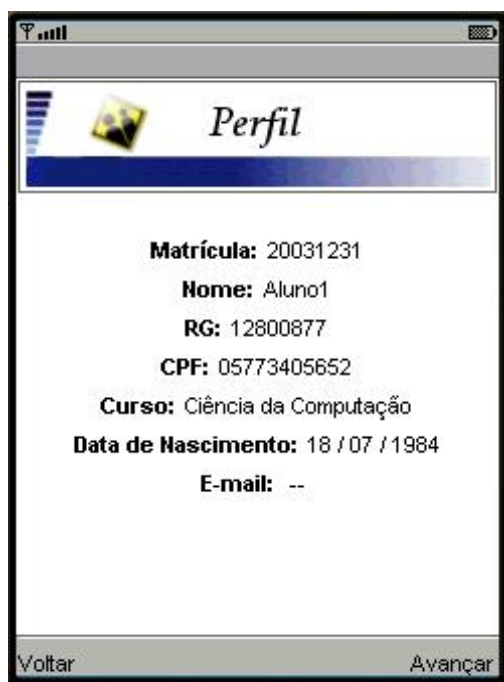 Perfil
Matrícula: 20031231
Nome: Aluno1
RG: 12800877
CPF: 05773405652
Curso: Ciência da Computação
Data de Nascimento: 18 / 07 / 1984
E-mail: --
Voltar Avançar